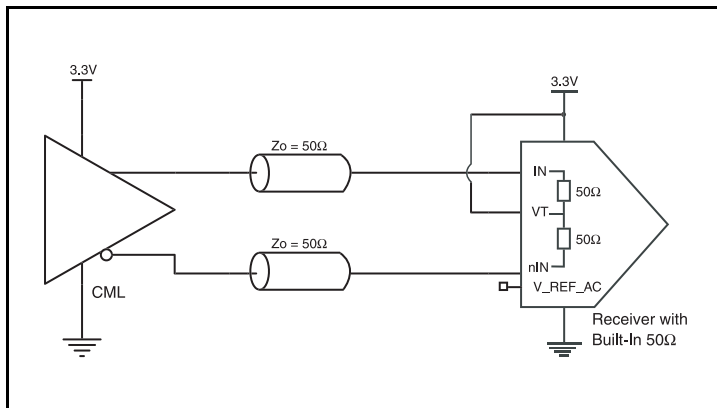 3.3V
3.3V
Zo = 50Ω
IN
50Ω
VT
50Ω
Zo = 50Ω
nIN
V_REF_AC
CML
Receiver with
Built-In 50Ω